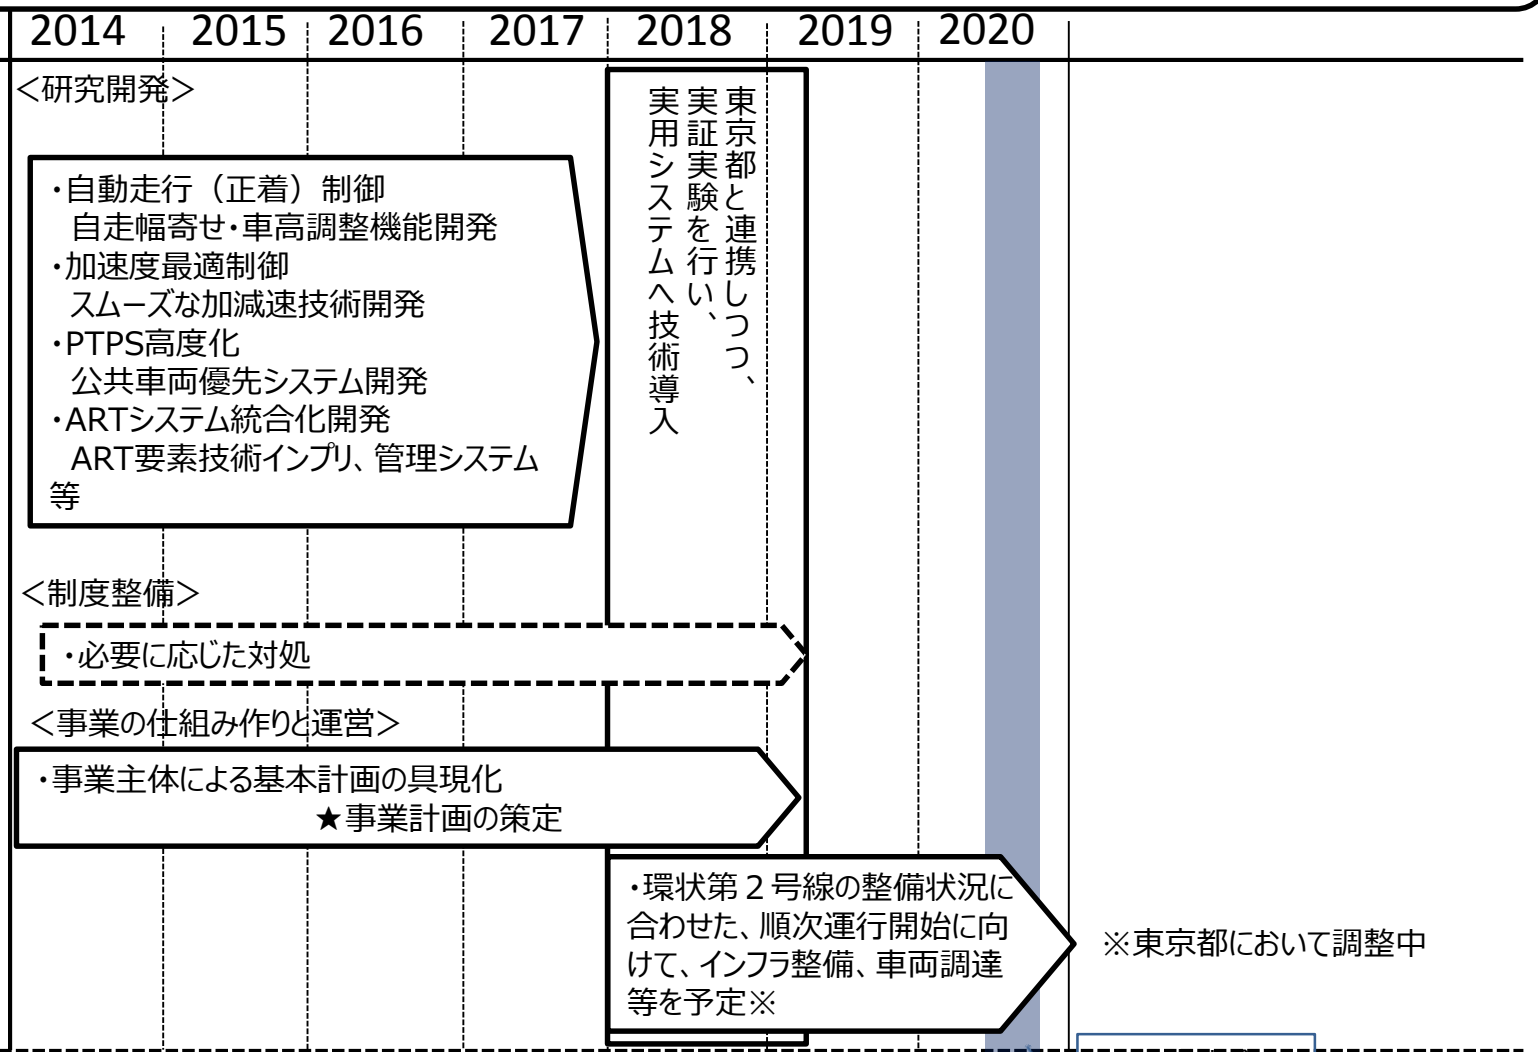 2014 2015 2016 2017 2018 2019 2020
＜研究開発＞
・自動走行（正着）制御
自走幅寄せ・車高調整機能開発
・加速度最適制御
スムーズな加減速技術開発
・PTPS高度化
公共車両優先システム開発
・ARTシステム統合化開発
ART要素技術インプリ、管理システム
等
東京都と連携しつつ、
実証実験を行い、
実用システムへ技術導入
＜制度整備＞
・必要に応じた対処
＜事業の仕組み作りと運営＞
・事業主体による基本計画の具現化
★事業計画の策定
・環状第２号線の整備状況に
合わせた、順次運行開始に向
けて、インフラ整備、車両調達
等を予定※
※東京都において調整中